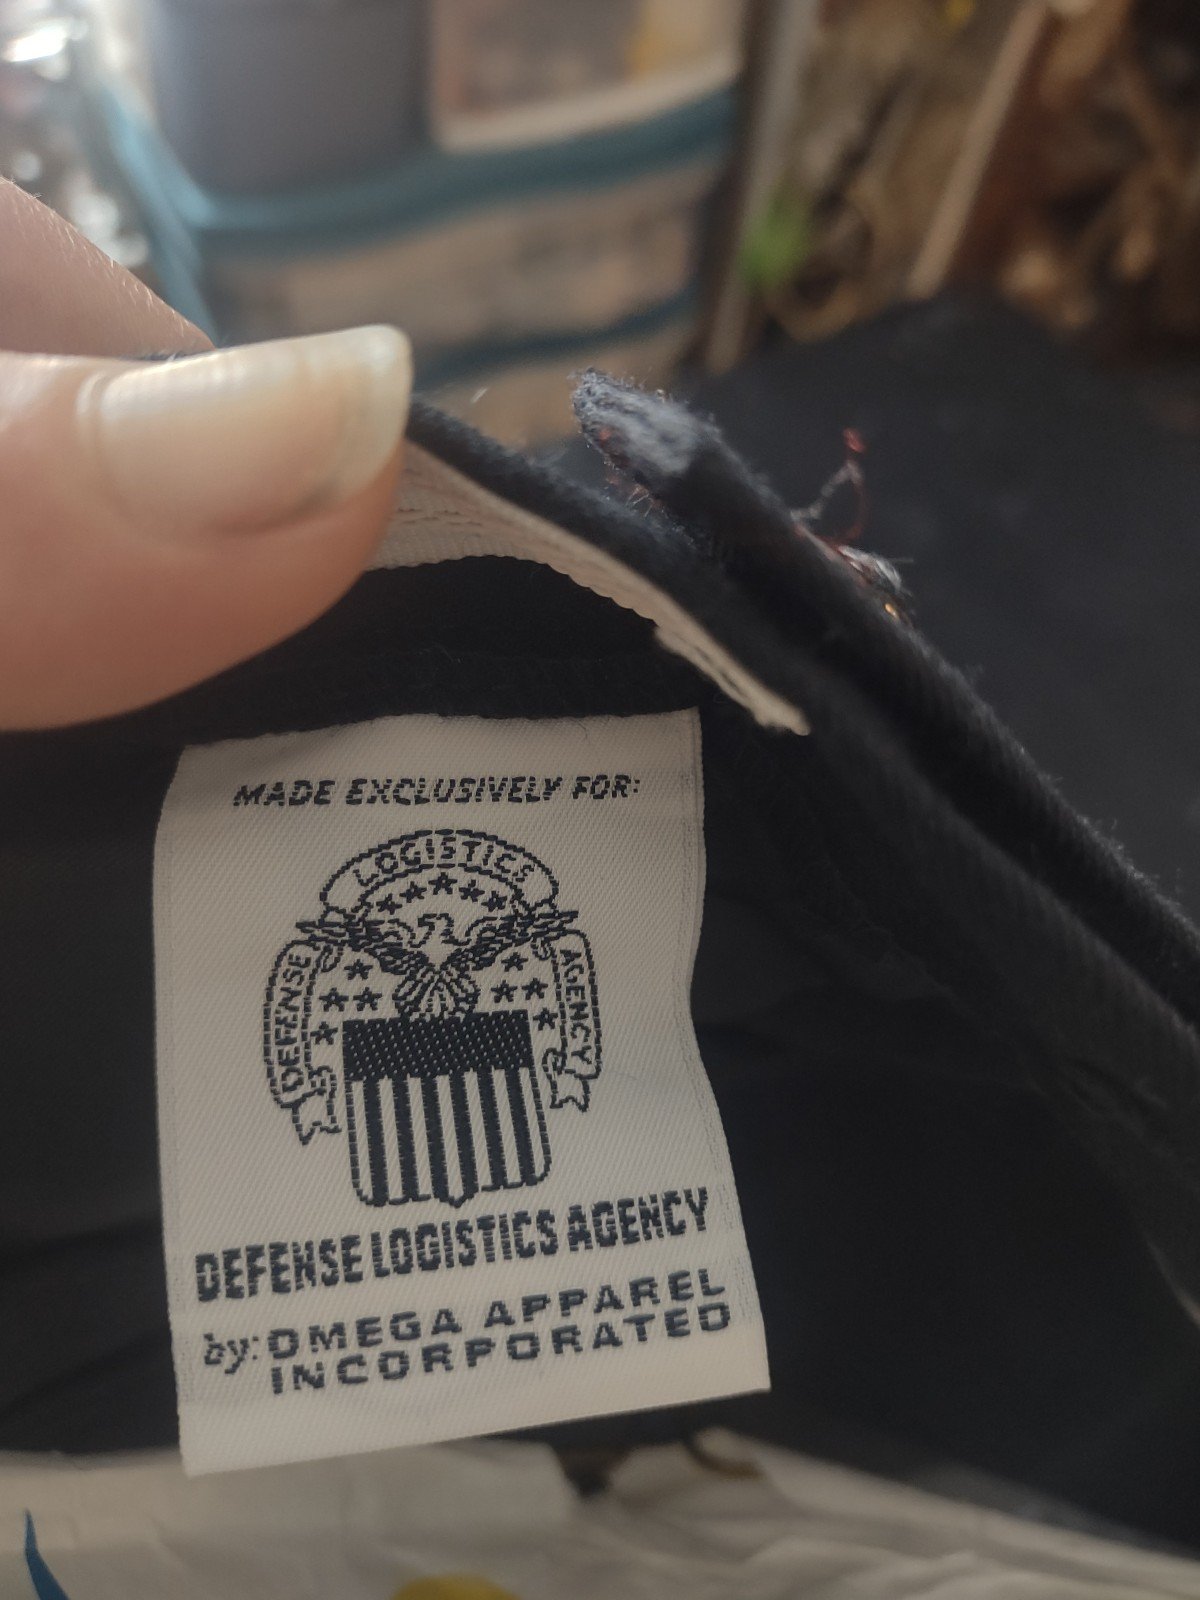 MADE EXCLUSIVELY FOR:
DEFENSE LOGISTICS AGENCY
DEFENSE LOGISTICS AGENCY
by: OMEGA APPAREL
INCORPORATED